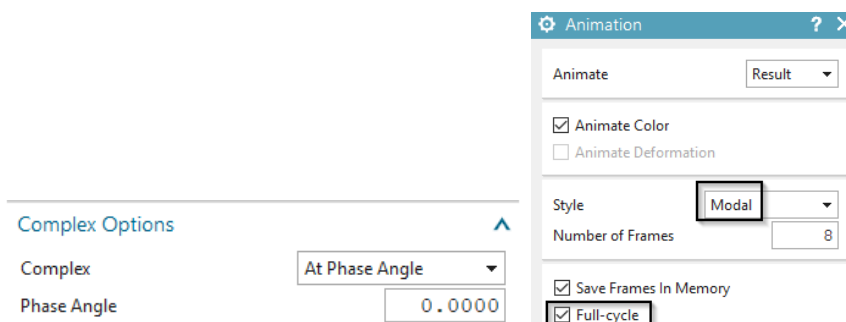 Animation ? X
Animate Result
Animate Color
Animate Deformation
Style Modal
Number of Frames 8
Save Frames In Memory
Full-cycle
Complex Options
Complex At Phase Angle
Phase Angle 0.0000